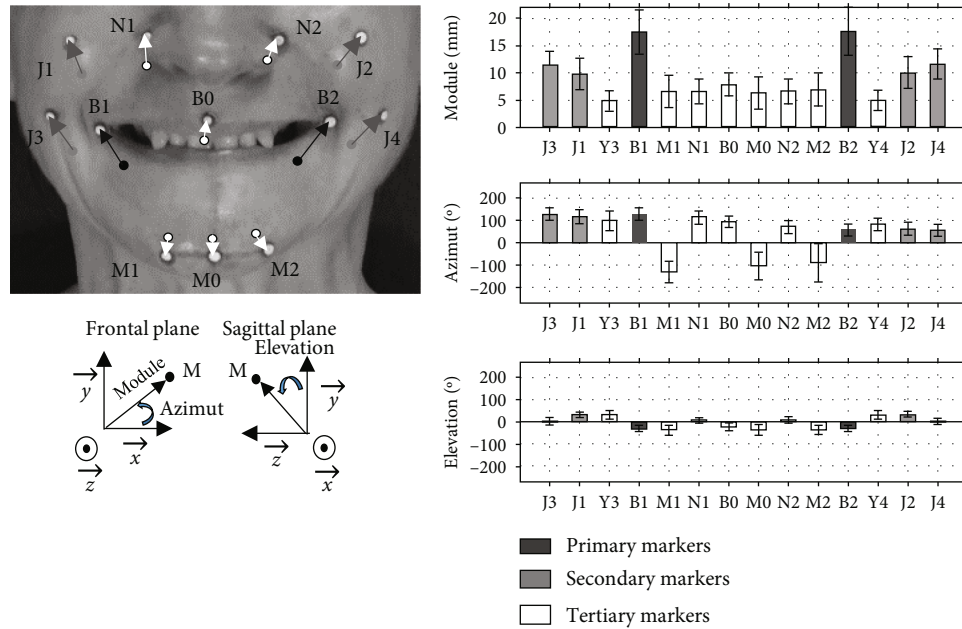 N1
N2
J1
J2
B1
B0
B2
J3
J4
M1
M0
M2
Frontal plane
Module
M
y
Azimut
x
z
Sagittal plane
Elevation
M
y
z
x
Module (mm)
20
15
10
5
0
J3 J1 Y3 B1 M1 N1 B0 M0 N2 M2 B2 Y4 J2 J4
Azimut (º)
200
100
0
−100
−200
J3 J1 Y3 B1 M1 N1 B0 M0 N2 M2 B2 Y4 J2 J4
Elevation (º)
200
100
0
−100
−200
J3 J1 Y3 B1 M1 N1 B0 M0 N2 M2 B2 Y4 J2 J4
Primary markers
Secondary markers
Tertiary markers